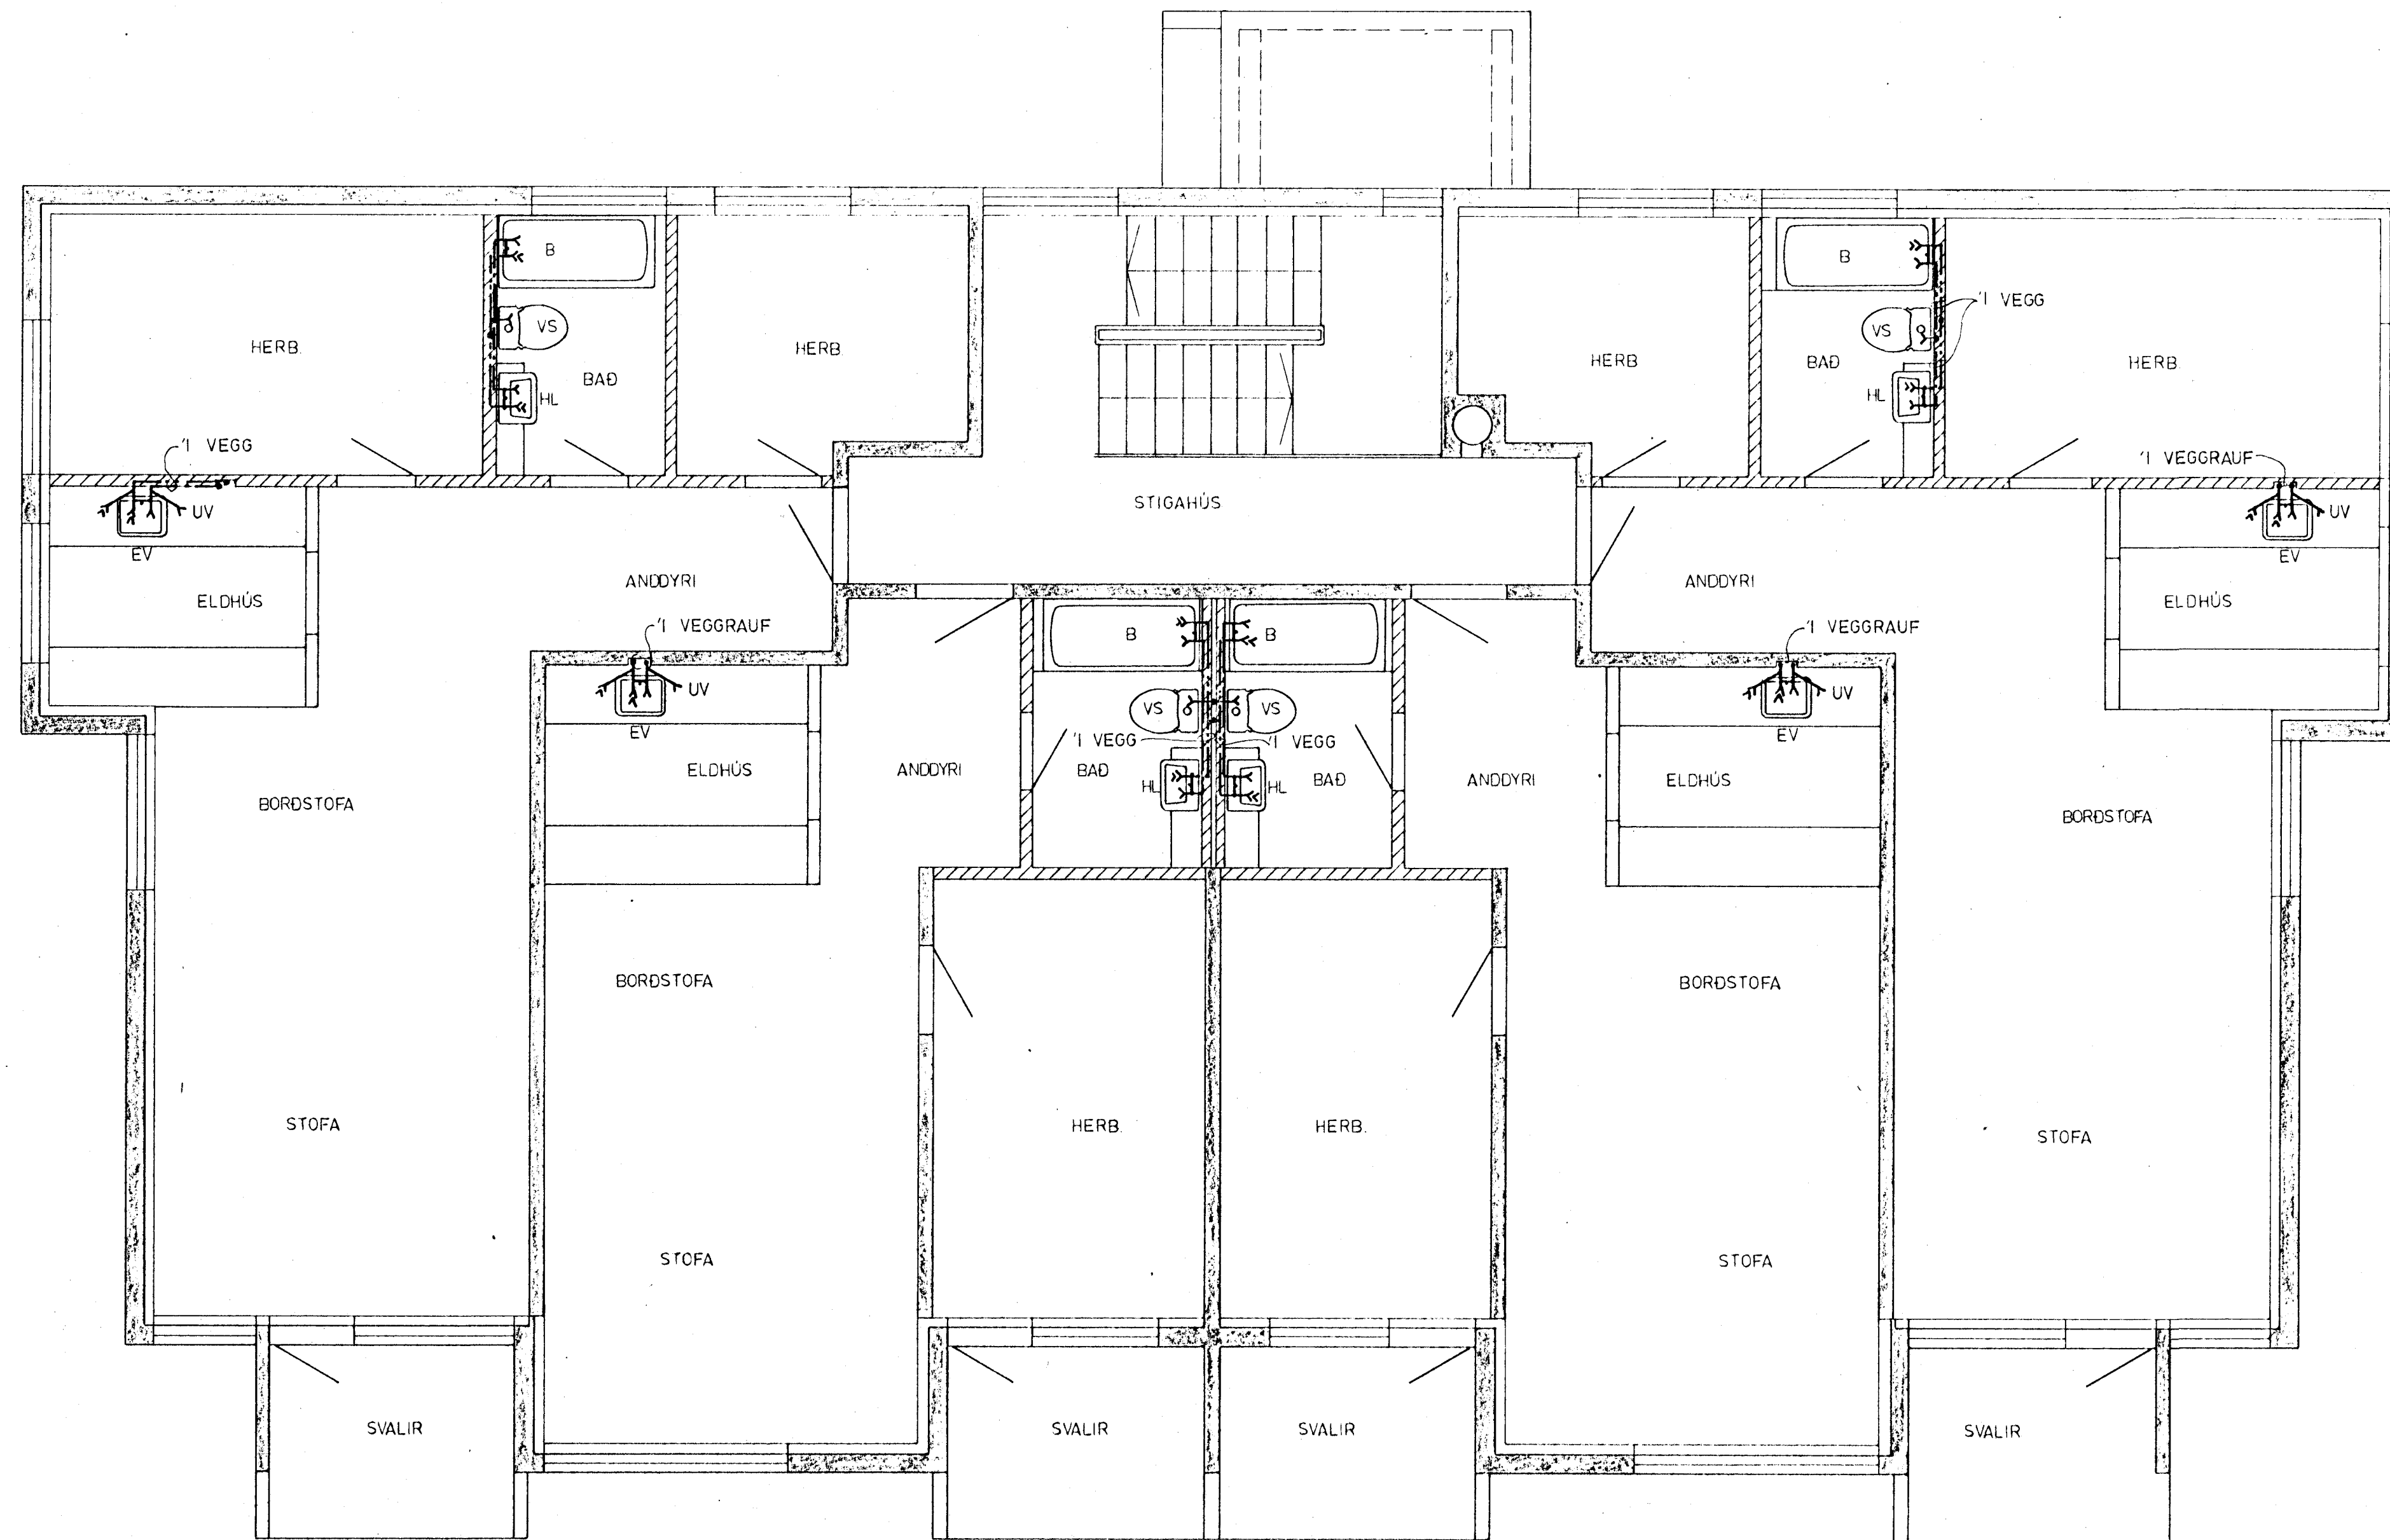 B
B
'I VEGG
VS
VS
HERB.
HERB.
HERB
HERB.
BAÐ
BAÐ
HL
HL
'I VEGG
'I VEGGRAUF
UV
UV
STIGAHÚS
EV
EV
ANDDYRI
ANDDYRI
ELDHÚS
ELDHÚS
'I VEGGRAUF
'I VEGGRAUF
B
B
UV
UV
VS
VS
EV
EV
'I VEGG
'I VEGG
ELDHÚS
ANDDYRI
BAÐ
BAÐ
ANDDYRI
ELDHÚS
HL
HL
BORÐSTOFA
BORÐSTOFA
BORÐSTOFA
BORÐSTOFA
STOFA
HERB.
HERB.
STOFA
STOFA
STOFA
SVALIR
SVALIR
SVALIR
SVALIR